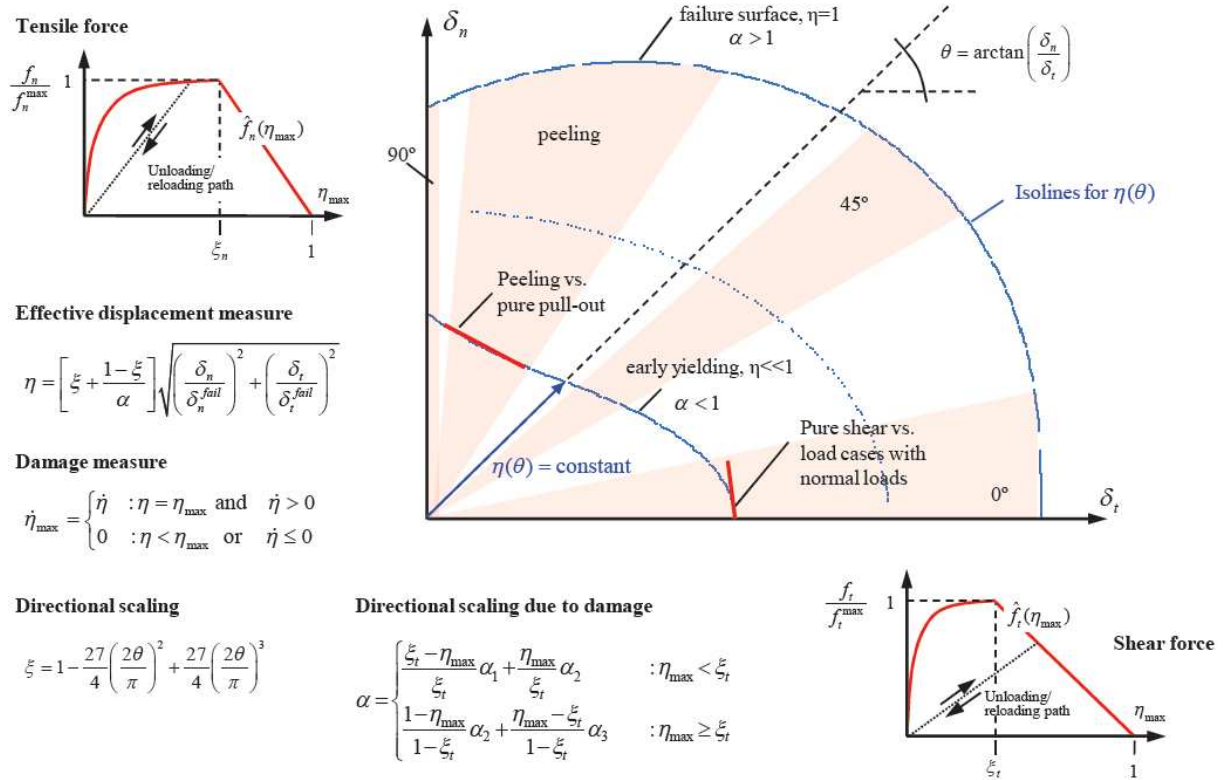 Tensile force
f_n / f_n^max
1
f̂_n(η_max)
Unloading/
reloading path
η_max
ξ_n
1
Effective displacement measure
η = [ξ + (1−ξ)/α] √((δ_n/δ_n^fail)² + (δ_t/δ_t^fail)²)
Damage measure
η̇_max = { η̇ : η = η_max and η̇ > 0
0 : η < η_max or η̇ ≤ 0
Directional scaling
ξ = 1 − 27/4 (2θ/π)² + 27/4 (2θ/π)³
δ_n
failure surface, η=1
α > 1
θ = arctan(δ_n/δ_t)
peeling
90°
45°
Isolines for η(θ)
Peeling vs.
pure pull-out
early yielding, η<<1
α < 1
Pure shear vs.
load cases with
normal loads
η(θ) = constant
0°
δ_t
Directional scaling due to damage
α = { (ξ_t − η_max)/ξ_t α_1 + η_max/ξ_t α_2 : η_max < ξ_t
(1 − η_max)/(1 − ξ_t) α_2 + (η_max − ξ_t)/(1 − ξ_t) α_3 : η_max ≥ ξ_t
f_t / f_t^max
1
f̂_t(η_max)
Shear force
Unloading/
reloading path
η_max
ξ_t
1